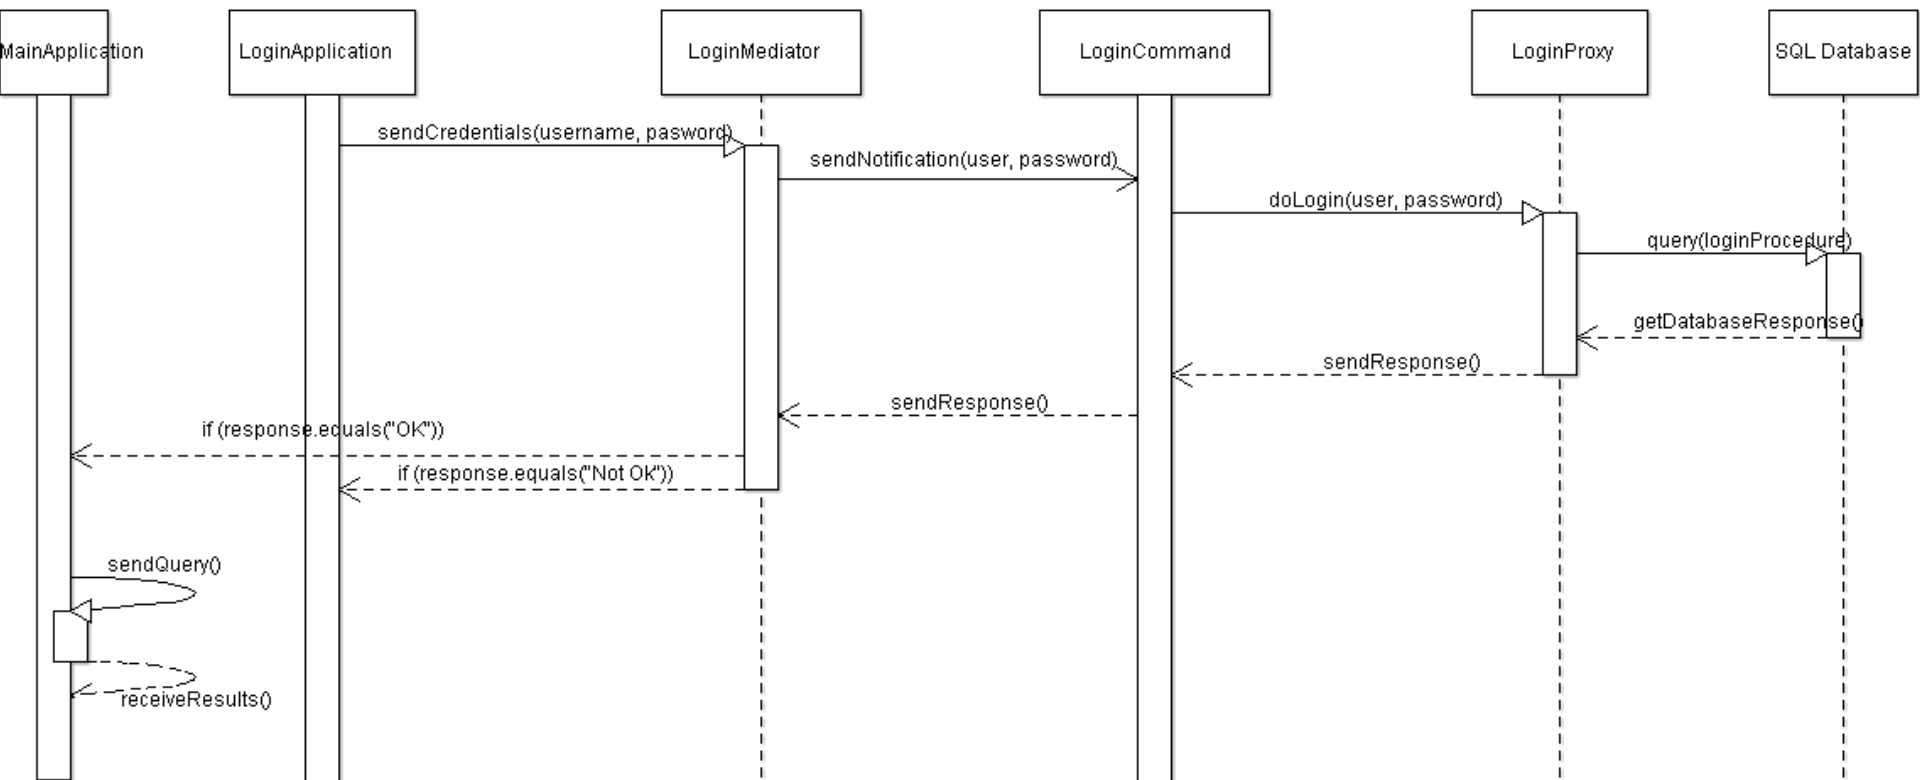 MainApplication
LoginApplication
LoginMediator
LoginCommand
LoginProxy
SQL Database
sendCredentials(username, pasword)
sendNotification(user, password)
doLogin(user, password)
query(loginProcedure)
getDatabaseResponse()
sendResponse()
sendResponse()
if (response.equals("OK"))
if (response.equals("Not Ok"))
sendQuery()
receiveResults()